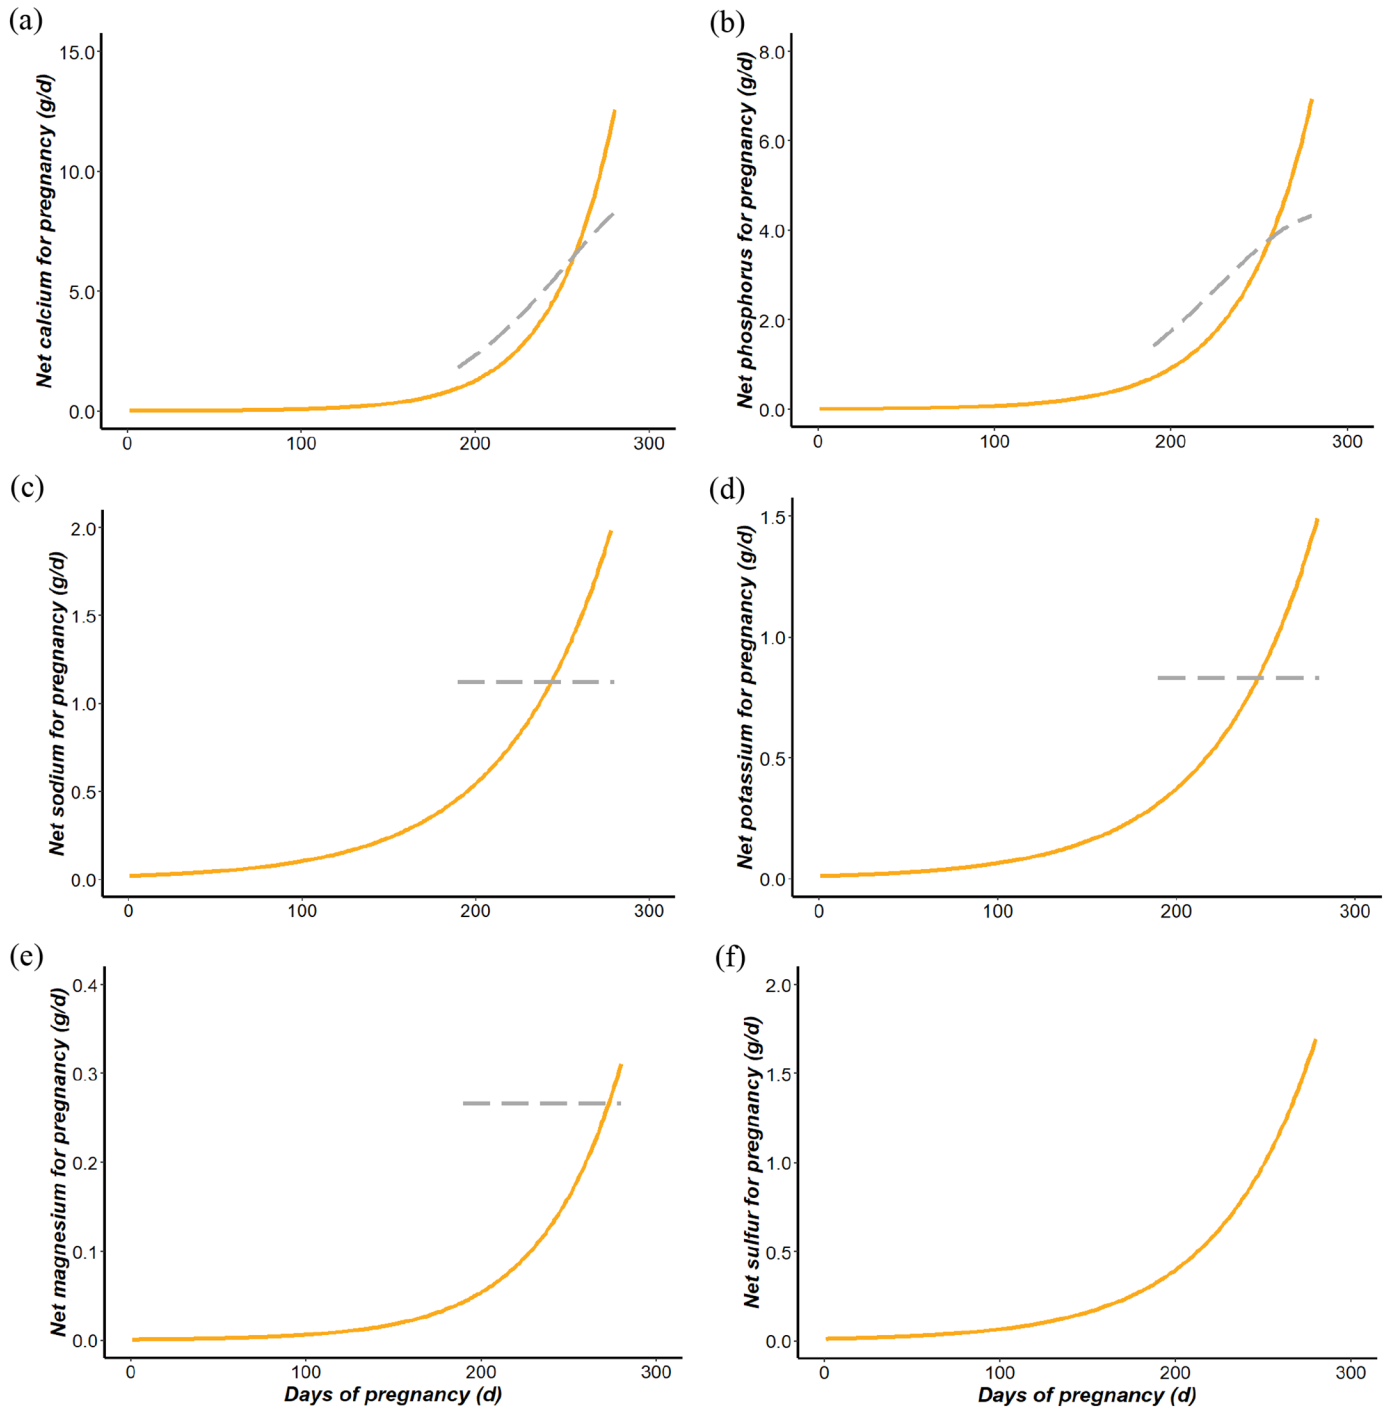 (a)
Net calcium for pregnancy (g/d)
15.0
10.0
5.0
0.0
0 100 200 300
(b)
Net phosphorus for pregnancy (g/d)
8.0
6.0
4.0
2.0
0.0
0 100 200 300
(c)
Net sodium for pregnancy (g/d)
2.0
1.5
1.0
0.5
0.0
0 100 200 300
(d)
Net potassium for pregnancy (g/d)
1.5
1.0
0.5
0.0
0 100 200 300
(e)
Net magnesium for pregnancy (g/d)
0.4
0.3
0.2
0.1
0.0
0 100 200 300
Days of pregnancy (d)
(f)
Net sulfur for pregnancy (g/d)
2.0
1.5
1.0
0.5
0.0
0 100 200 300
Days of pregnancy (d)